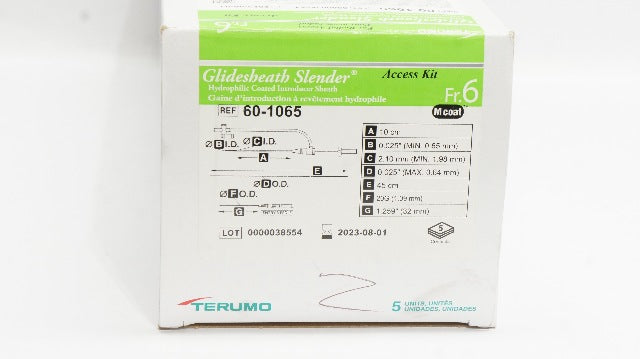 Glidesheath Slender®
Access Kit
Hydrophilic Coated Introducer Sheath
Gaine d'introduction à revêtement hydrophile
Fr.6
M coat
REF 60-1065
A 10 cm
B 0.025" (MIN. 0.65 mm)
C 2.10 mm (MIN. 1.98 mm)
D 0.025" (MAX. 0.64 mm)
E 45 cm
F 20G (1.09 mm)
G 1.259" (32 mm)
Ø B I.D. Ø C I.D.
A
E
Ø D O.D.
Ø F O.D.
G
LOT 0000038554
2023-08-01
5
2
TERUMO
5 UNITS, UNITÉS
UNIDADES, UNIDADES